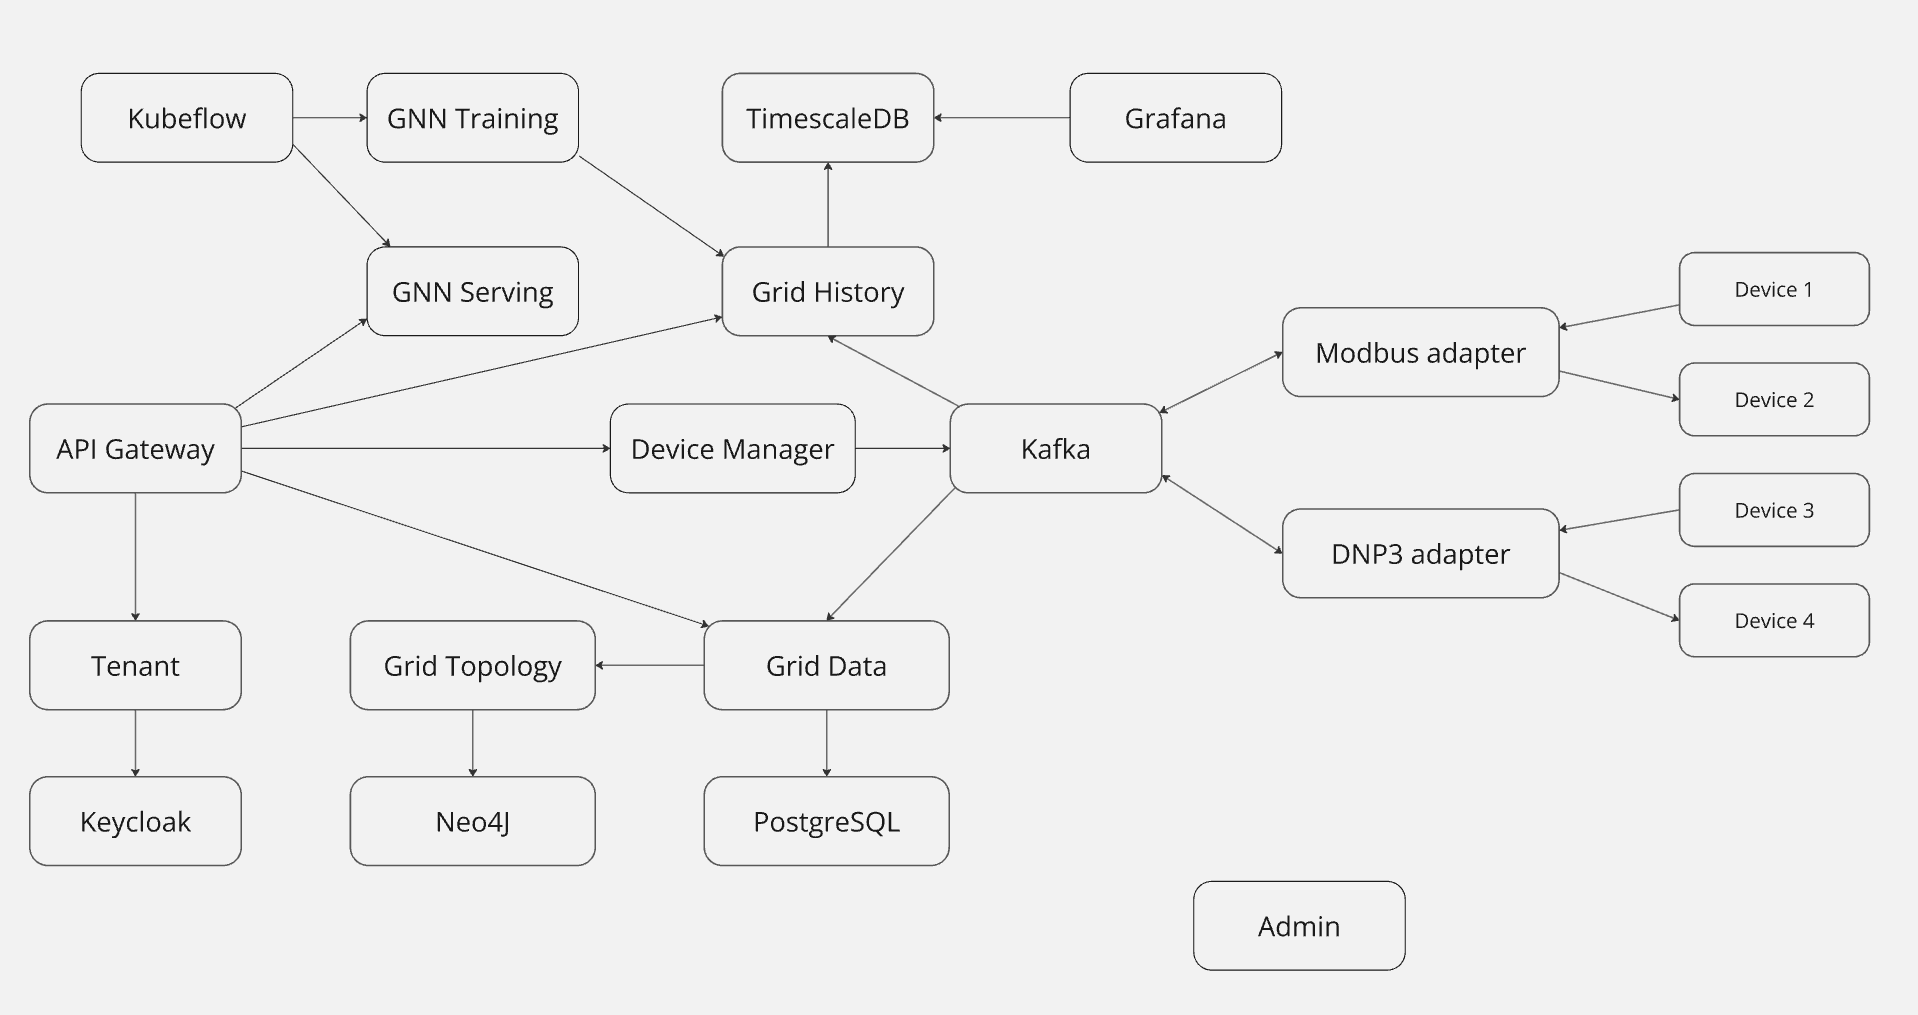 Kubeflow
GNN Training
TimescaleDB
Grafana
GNN Serving
Grid History
Device 1
Modbus adapter
Device 2
API Gateway
Device Manager
Kafka
Device 3
DNP3 adapter
Device 4
Tenant
Grid Topology
Grid Data
Keycloak
Neo4J
PostgreSQL
Admin